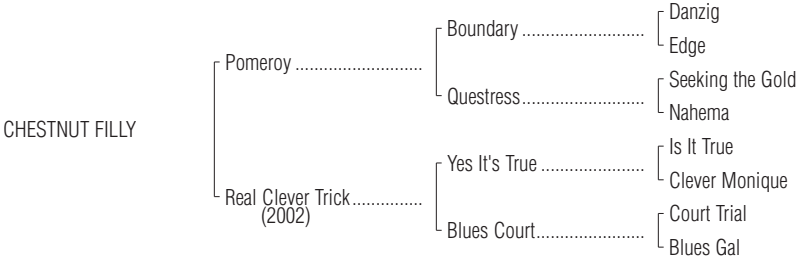 Danzig
Boundary ..........................
Edge
Pomeroy ...........................
Seeking the Gold
Questress..........................
Nahema
CHESTNUT FILLY
Is It True
Yes It's True ......................
Clever Monique
Real Clever Trick...............
(2002)
Court Trial
Blues Court........................
Blues Gal